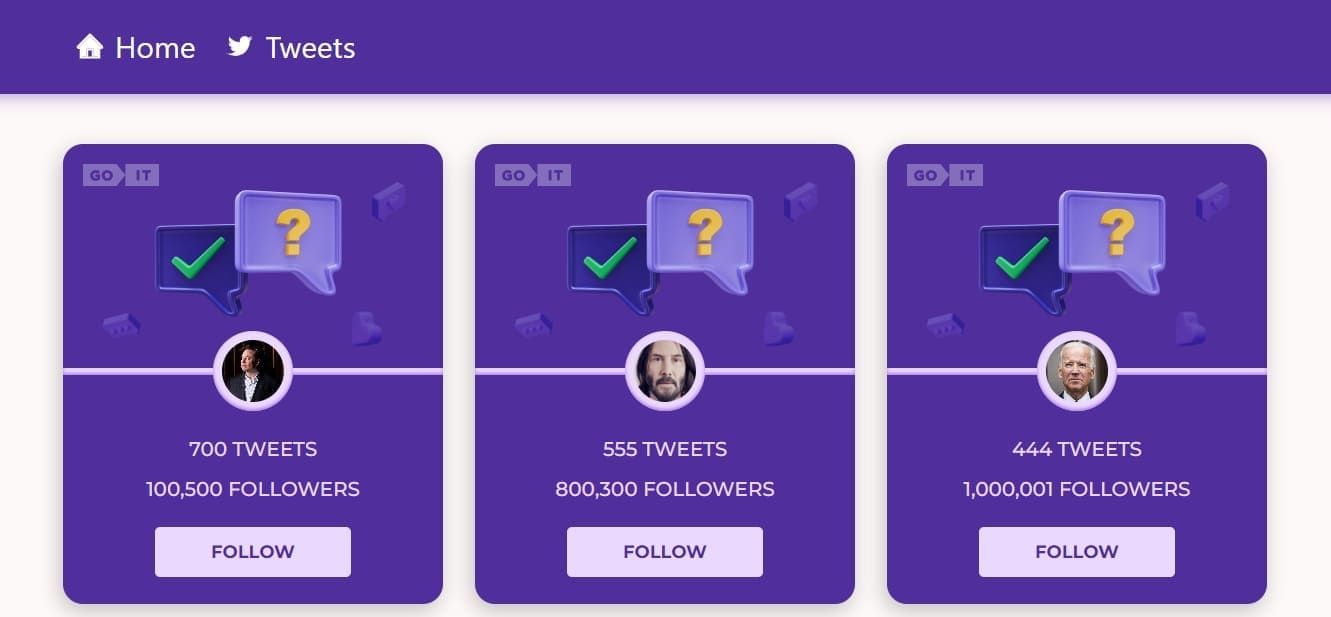 Home Tweets
GO IT
700 TWEETS
100,500 FOLLOWERS
FOLLOW
GO IT
555 TWEETS
800,300 FOLLOWERS
FOLLOW
GO IT
444 TWEETS
1,000,001 FOLLOWERS
FOLLOW